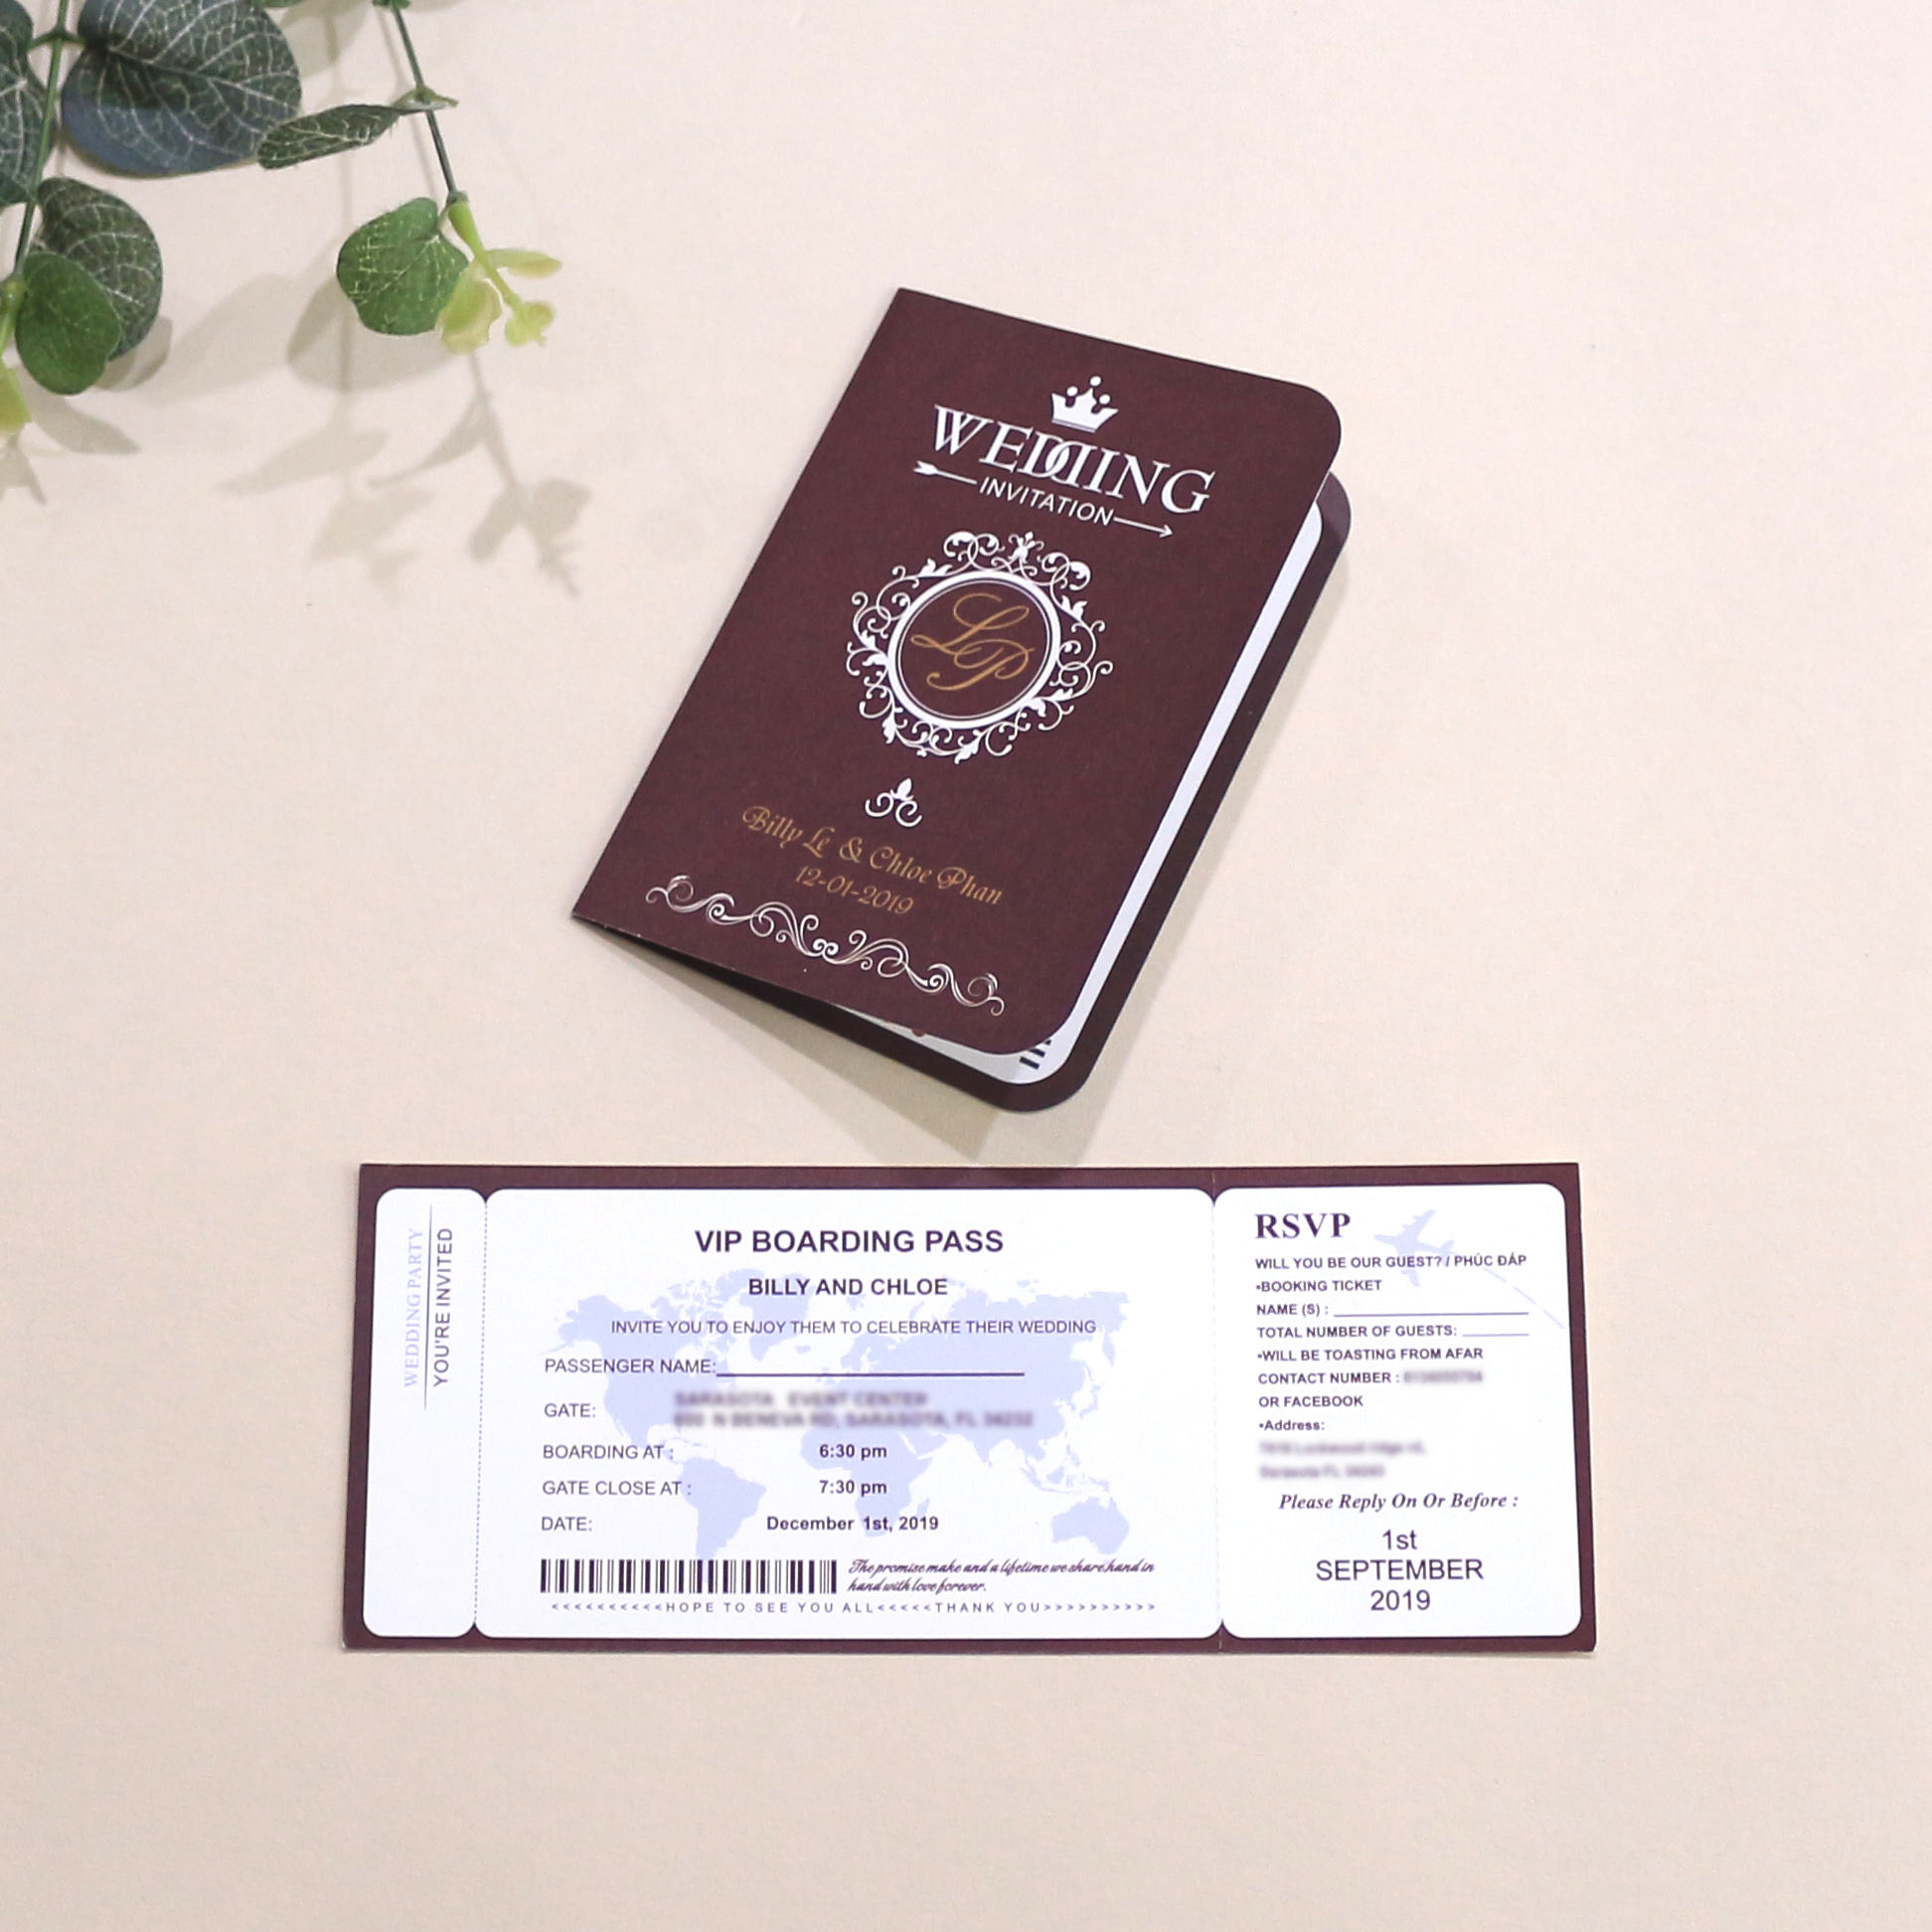 WEDDING
INVITATION
LP
Billy Le & Chloe Phan
12-01-2019
WEDDING PARTY
YOU'RE INVITED
VIP BOARDING PASS
BILLY AND CHLOE
INVITE YOU TO ENJOY THEM TO CELEBRATE THEIR WEDDING
PASSENGER NAME:
GATE:
BOARDING AT : 6:30 pm
GATE CLOSE AT : 7:30 pm
DATE: December 1st, 2019
The promise make and a lifetime we share hand in
hand with love forever.
<<<<<<<<<<HOPE TO SEE YOU ALL<<<<<THANK YOU>>>>>>>>>>
RSVP
WILL YOU BE OUR GUEST? / PHÚC ĐÁP
•BOOKING TICKET
NAME (S) :
TOTAL NUMBER OF GUESTS:
•WILL BE TOASTING FROM AFAR
CONTACT NUMBER :
OR FACEBOOK
•Address:
Please Reply On Or Before :
1st
SEPTEMBER
2019